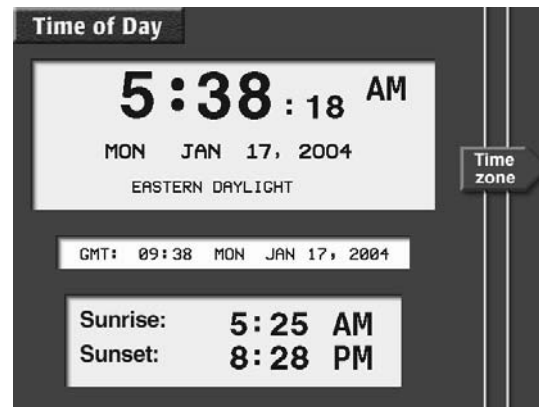 Time of Day
5:38:18 AM
MON JAN 17, 2004
EASTERN DAYLIGHT
Time
zone
GMT: 09:38 MON JAN 17, 2004
Sunrise: 5:25 AM
Sunset: 8:28 PM